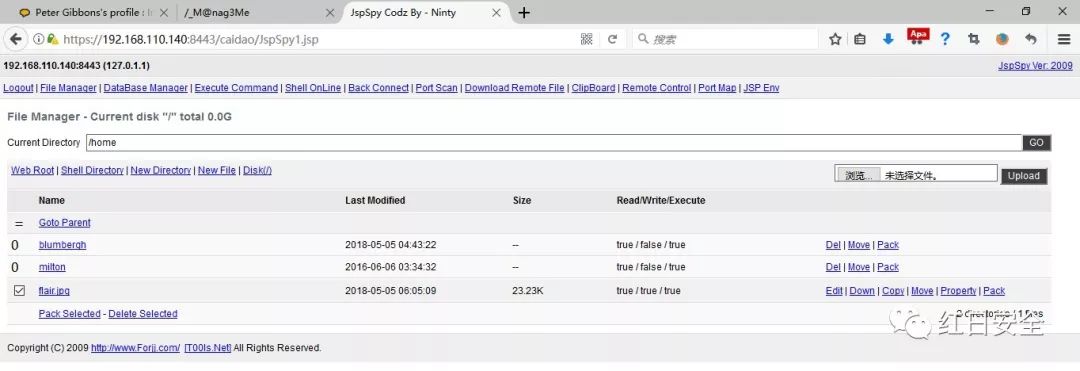 Peter Gibbons's profile : In
/_M@nag3Me
JspSpy Codz By - Ninty
https://192.168.110.140:8443/caidao/JspSpy1.jsp
搜索
Apa
192.168.110.140:8443 (127.0.1.1)
JspSpy Ver: 2009
Logout | File Manager | DataBase Manager | Execute Command | Shell OnLine | Back Connect | Port Scan | Download Remote File | ClipBoard | Remote Control | Port Map | JSP Env
File Manager - Current disk "/" total 0.0G
Current Directory /home GO
Web Root | Shell Directory | New Directory | New File | Disk(/)
浏览... 未选择文件。 Upload
Name Last Modified Size Read/Write/Execute
= Goto Parent
0 blumbergh 2018-05-05 04:43:22 -- true / false / true Del | Move | Pack
0 milton 2016-06-06 03:34:32 -- true / false / true Del | Move | Pack
flair.jpg 2018-05-05 06:05:09 23.23K true / true / true Edit | Down | Copy | Move | Property | Pack
Pack Selected - Delete Selected
红日安全
Copyright (C) 2009 http://www.Forjj.com/ [T00ls.Net] All Rights Reserved.